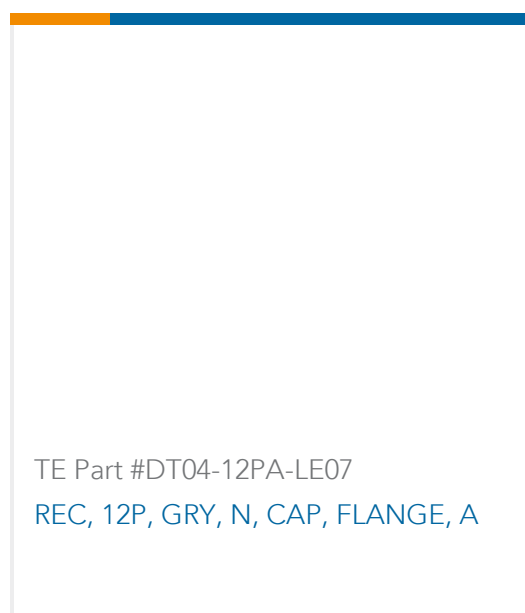 TE Part #DT04-12PA-LE07
REC, 12P, GRY, N, CAP, FLANGE, A